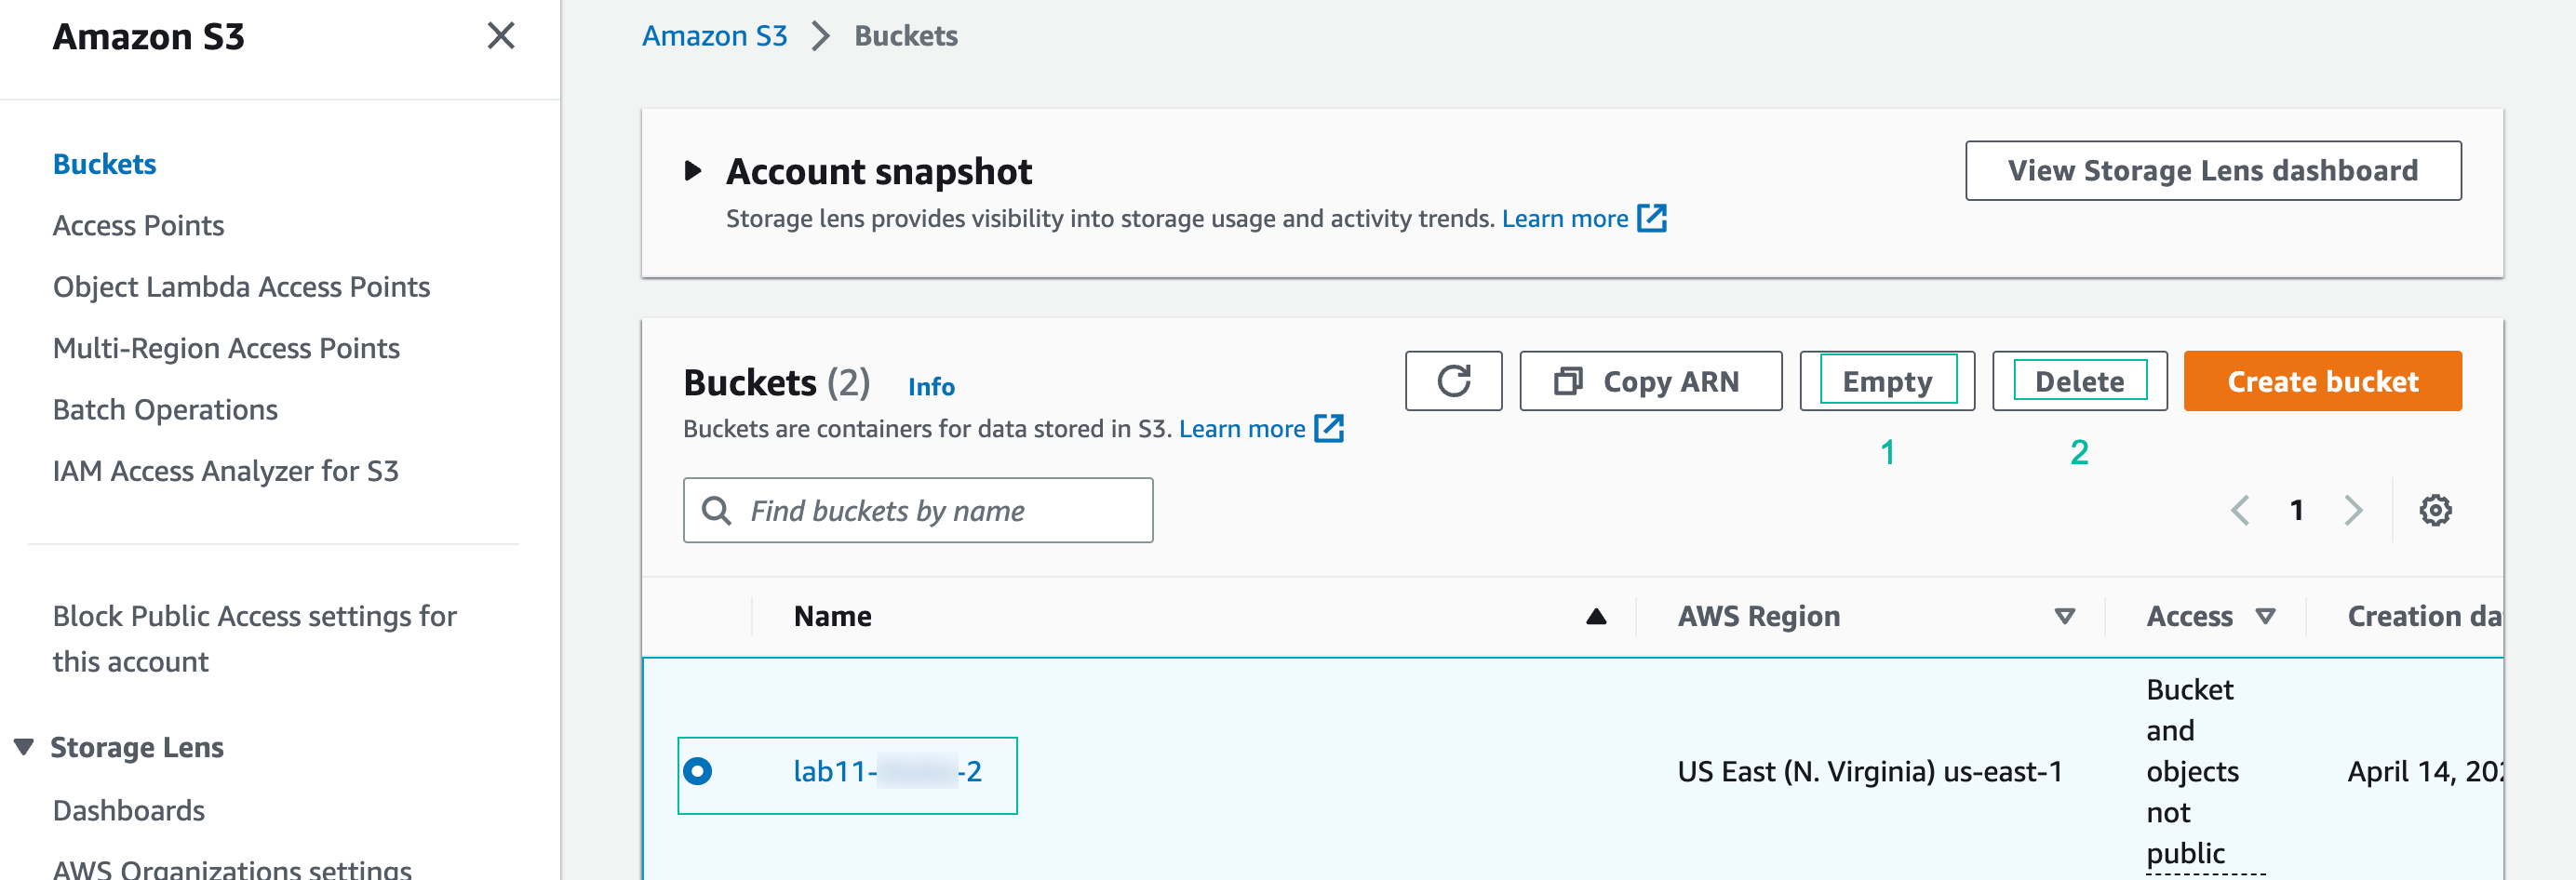 Amazon S3
Buckets
Access Points
Object Lambda Access Points
Multi-Region Access Points
Batch Operations
IAM Access Analyzer for S3
Block Public Access settings for
this account
Storage Lens
Dashboards
AWS Organizations settings
Amazon S3 Buckets
Account snapshot
View Storage Lens dashboard
Storage lens provides visibility into storage usage and activity trends. Learn more
Buckets (2) Info
Copy ARN Empty Delete Create bucket
Buckets are containers for data stored in S3. Learn more
1 2
Find buckets by name
1
Name AWS Region Access Creation da
lab11- -2 US East (N. Virginia) us-east-1 April 14, 202
Bucket
and
objects
not
public